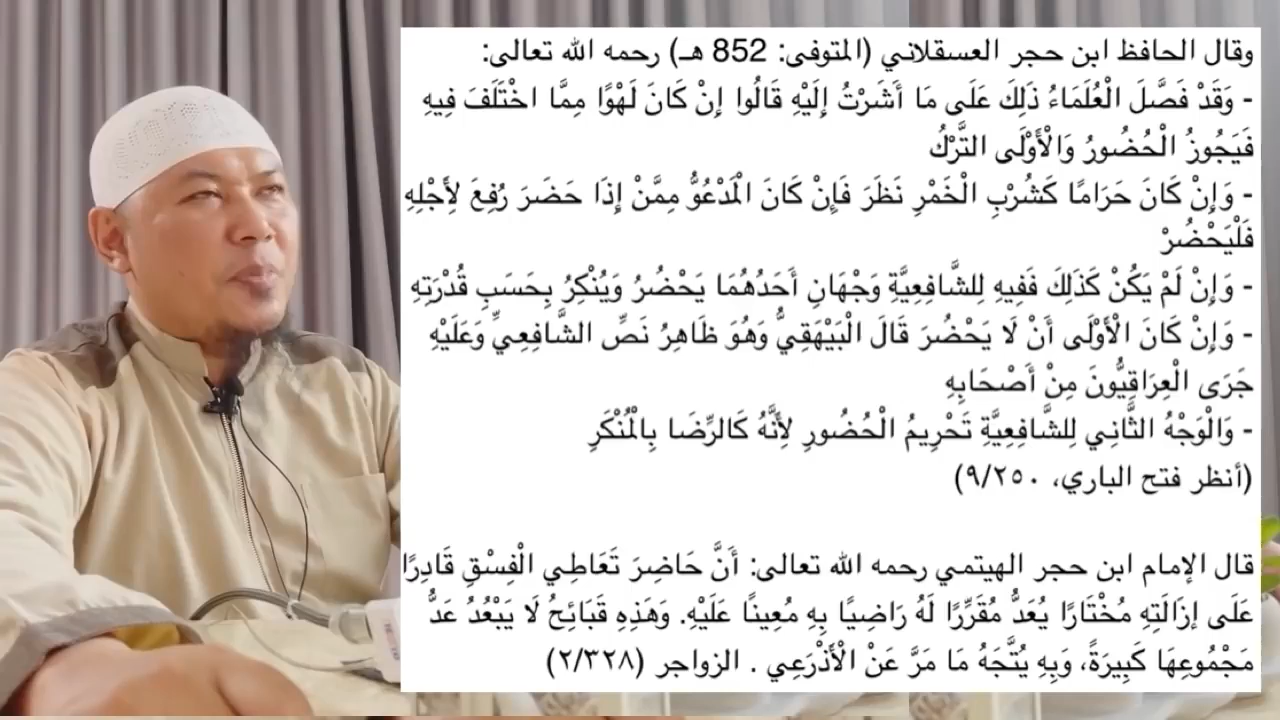 وقال الحافظ ابن حجر العسقلاني (المتوفى: 852 هـ) رحمه الله تعالى:
- وَقَدْ فَصَّلَ الْعُلَمَاءُ ذَلِكَ عَلَى مَا أَشَرْتُ إِلَيْهِ قَالُوا إِنْ كَانَ لَهْوًا مِمَّا اخْتَلَفَ فِيهِ
فَيَجُوزُ الْحُضُورُ وَالْأَوْلَى التَّرْكُ
- وَإِنْ كَانَ حَرَامًا كَشُرْبِ الْخَمْرِ نَظَرَ فَإِنْ كَانَ الْمَدْعُوُّ مِمَّنْ إِذَا حَضَرَ رُفِعَ لِأَجْلِهِ
فَلْيَحْضُرْ
- وَإِنْ لَمْ يَكُنْ كَذَلِكَ فَفِيهِ لِلشَّافِعِيَّةِ وَجْهَانِ أَحَدُهُمَا يَحْضُرُ وَيُنْكِرُ بِحَسَبِ قُدْرَتِهِ
- وَإِنْ كَانَ الْأَوْلَى أَنْ لَا يَحْضُرَ قَالَ الْبَيْهَقِيُّ وَهُوَ ظَاهِرُ نَصِّ الشَّافِعِيِّ وَعَلَيْهِ
جَرَى الْعِرَاقِيُّونَ مِنْ أَصْحَابِهِ
- وَالْوَجْهُ الثَّانِي لِلشَّافِعِيَّةِ تَحْرِيمُ الْحُضُورِ لِأَنَّهُ كَالرِّضَا بِالْمُنْكَرِ
(أنظر فتح الباري، ٩/٢٥٠)
قال الإمام ابن حجر الهيتمي رحمه الله تعالى: أَنَّ حَاضِرَ تَعَاطِي الْفِسْقِ قَادِرًا
عَلَى إزَالَتِهِ مُخْتَارًا يُعَدُّ مُقَرِّرًا لَهُ رَاضِيًا بِهِ مُعِينًا عَلَيْهِ. وَهَذِهِ قَبَائِحُ لَا يَبْعُدُ عَدُّ
مَجْمُوعِهَا كَبِيرَةً، وَبِهِ يُتَّجَهُ مَا مَرَّ عَنْ الْأَذْرَعِي . الزواجر (٢/٣٢٨)